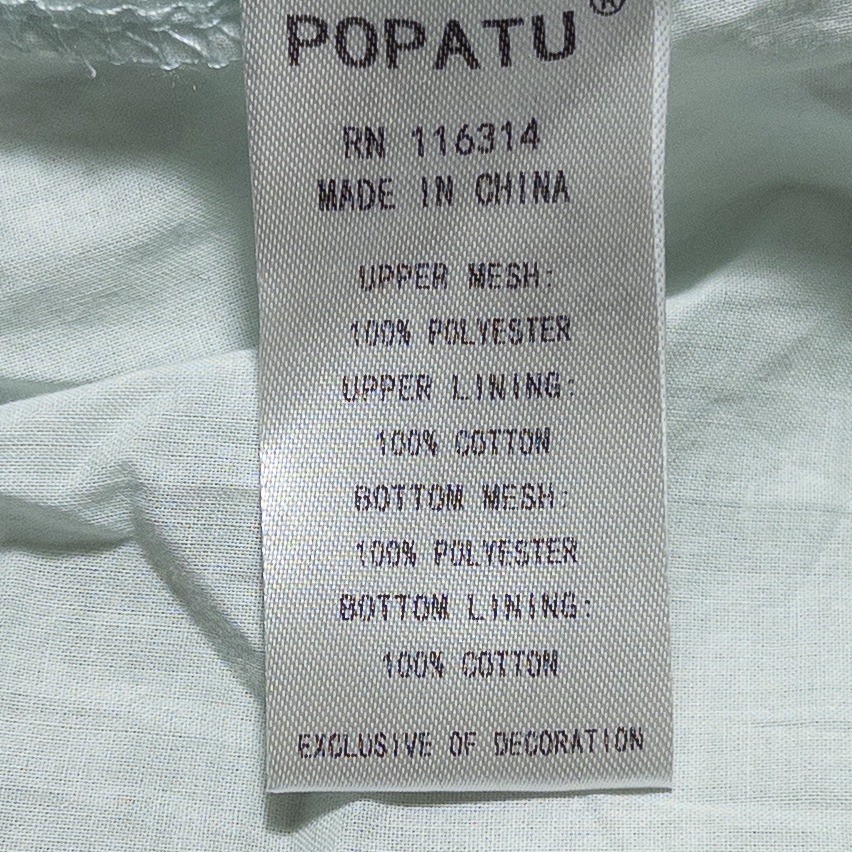 POPATU®
RN 116314
MADE IN CHINA
UPPER MESH:
100% POLYESTER
UPPER LINING:
100% COTTON
BOTTOM MESH:
100% POLYESTER
BOTTOM LINING:
100% COTTON
EXCLUSIVE OF DECORATION